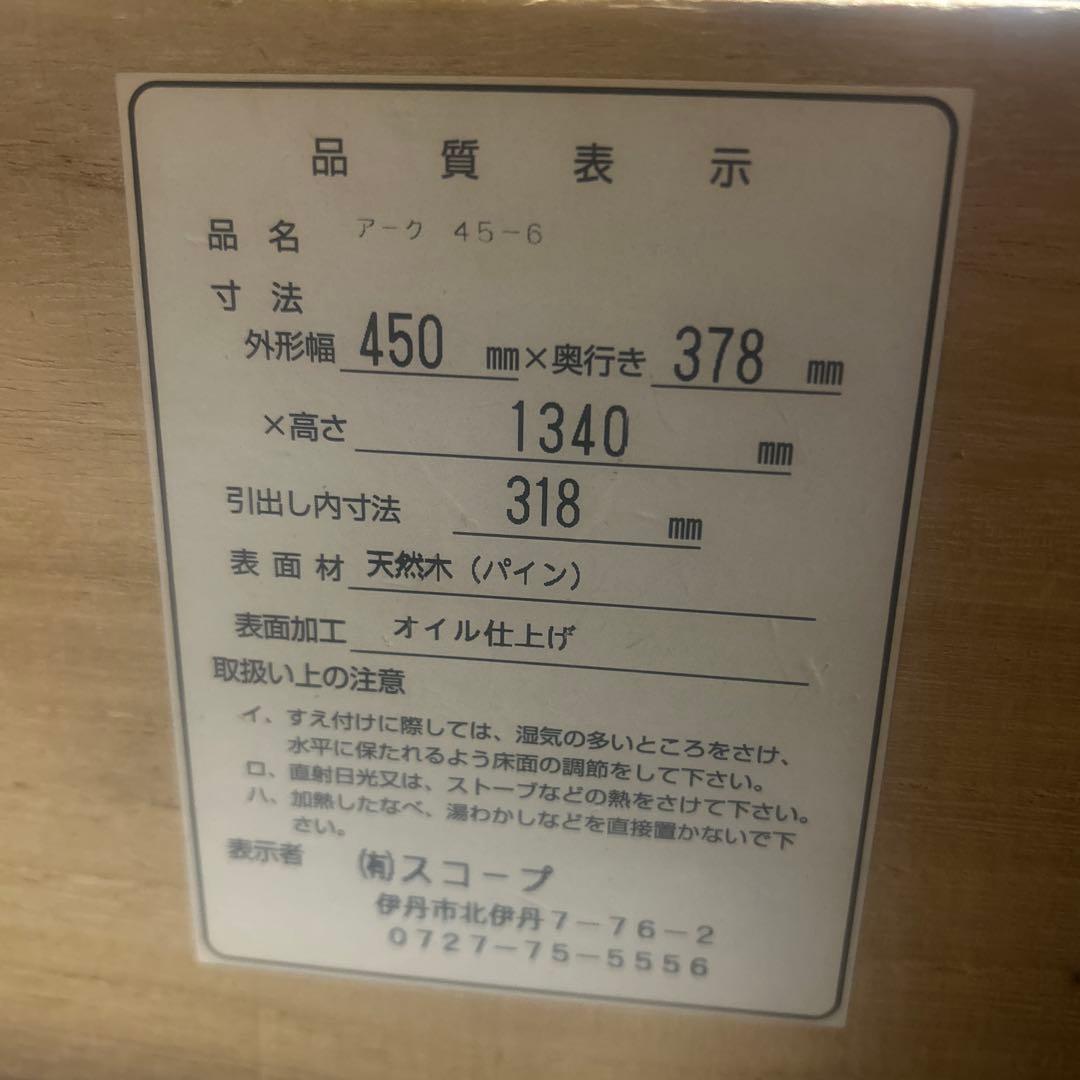 品 質 表 示
品 名 アーク 45-6
寸 法
外形幅 450 mm×奥行き 378 mm
×高さ 1340 mm
引出し内寸法 318 mm
表 面 材 天然木(パイン)
表面加工 オイル仕上げ
取扱い上の注意
イ、すえ付けに際しては、湿気の多いところをさけ、
水平に保たれるよう床面の調節をして下さい。
ロ、直射日光又は、ストーブなどの熱をさけて下さい。
ハ、加熱したなべ、湯わかしなどを直接置かないで下
さい。
表示者 ㈲スコープ
伊丹市北伊丹7-76-2
0727-75-5556